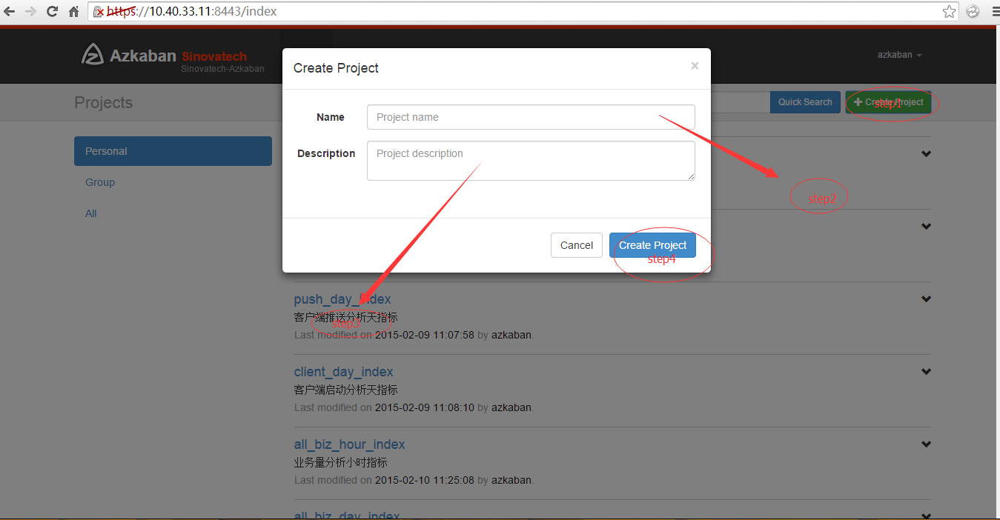 https://10.40.33.11:8443/index
Azkaban Sinovatech
Sinovatech-Azkaban
azkaban
Create Project
×
Projects
Quick Search
Create Project
step1
Name
Project name
Description
Project description
Personal
Group
All
step2
Cancel
Create Project
step4
push_day_index
客户端推送分析天指标
step3
Last modified on 2015-02-09 11:07:58 by azkaban.
client_day_index
客户端启动分析天指标
Last modified on 2015-02-09 11:08:10 by azkaban.
all_biz_hour_index
业务量分析小时指标
Last modified on 2015-02-10 11:25:08 by azkaban.
all_biz_day_index